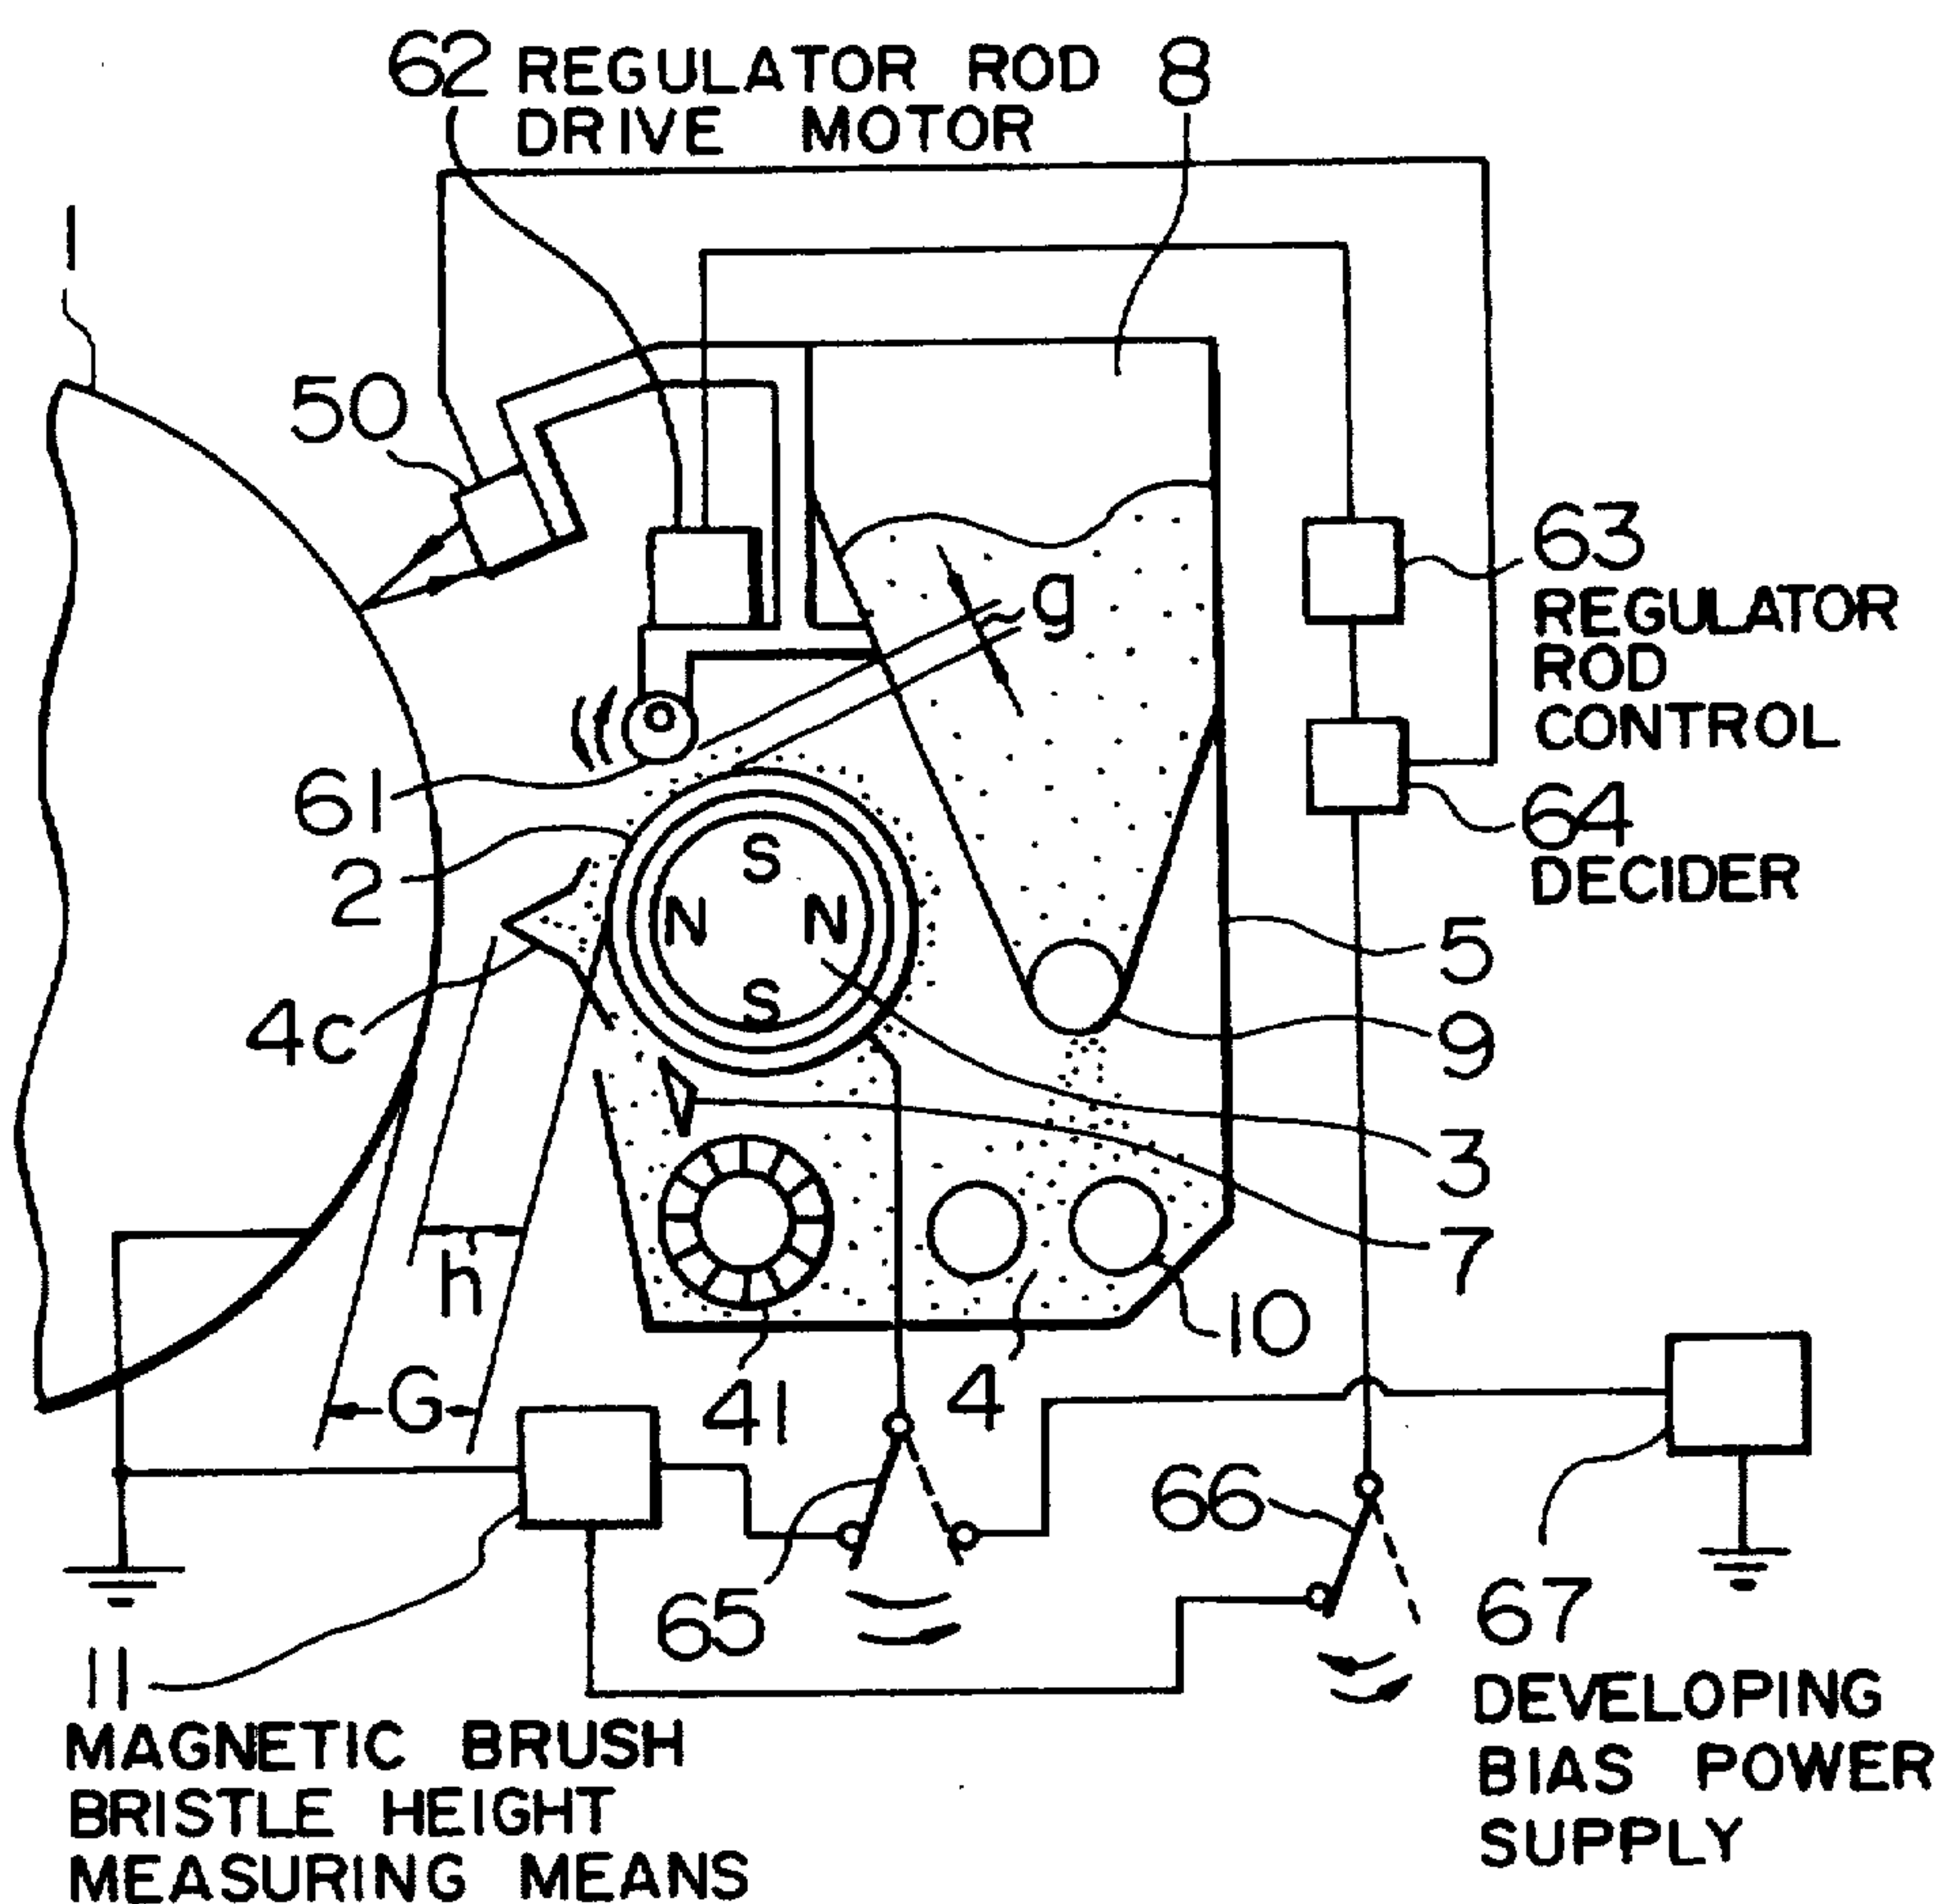 62 REGULATOR ROD
DRIVE MOTOR
8
1
50
g
63
REGULATOR
ROD
CONTROL
61
64
DECIDER
2
S
N N
S
5
4c
9
3
7
h
10
G
41
4
66
65
67
DEVELOPING
BIAS POWER
SUPPLY
11
MAGNETIC BRUSH
BRISTLE HEIGHT
MEASURING MEANS